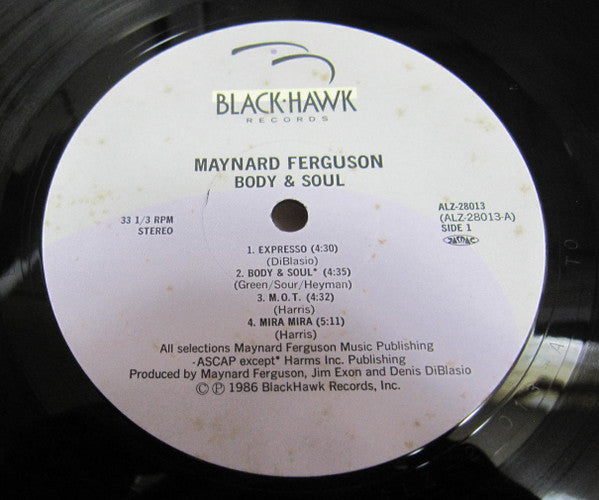 BLACK·HAWK
RECORDS
MAYNARD FERGUSON
BODY & SOUL
33 1/3 RPM
STEREO
ALZ-28013
(ALZ-28013-A)
SIDE 1
1. EXPRESSO (4:30)
(DiBlasio)
2. BODY & SOUL* (4:35)
(Green/Sour/Heyman)
3. M.O.T. (4:32)
(Harris)
4. MIRA MIRA (5:11)
(Harris)
All selections Maynard Ferguson Music Publishing
-ASCAP except* Harms Inc. Publishing
Produced by Maynard Ferguson, Jim Exon and Denis DiBlasio
© ℗ 1986 BlackHawk Records, Inc.